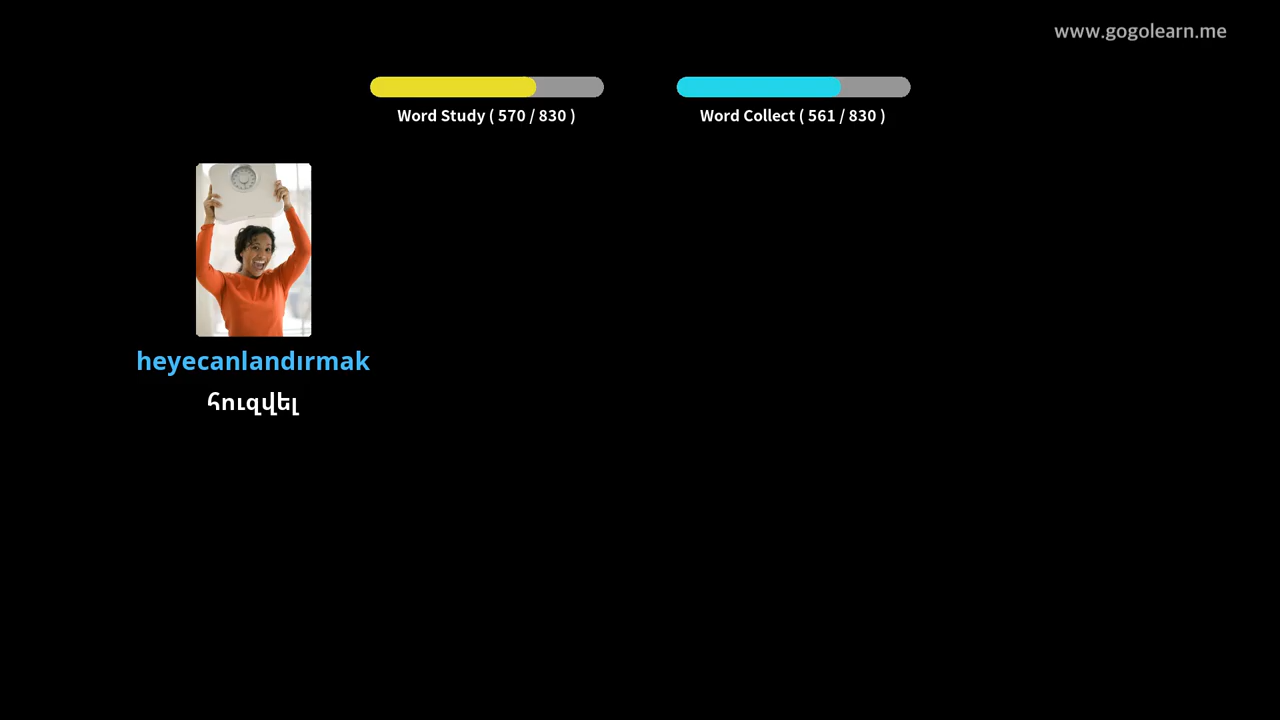 www.gogolearn.me
Word Study ( 570 / 830 )
Word Collect ( 561 / 830 )
heyecanlandırmak
հուզվել